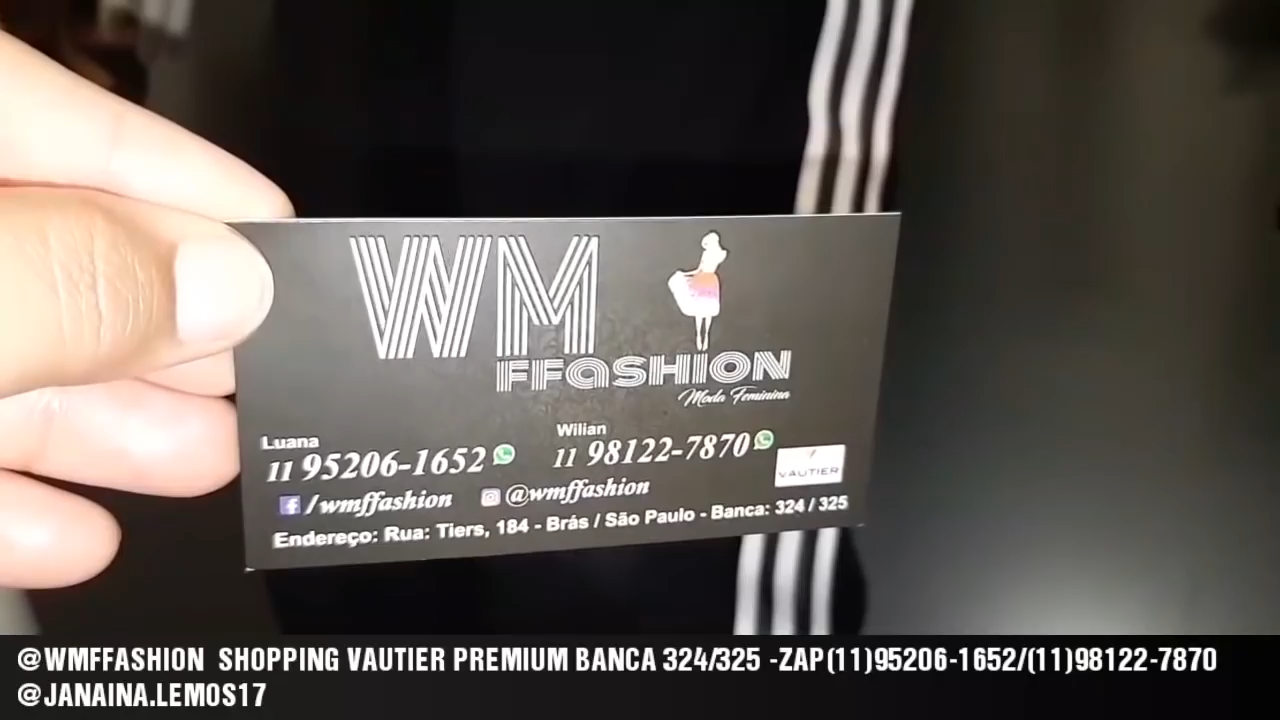 WM
FFASHION
Moda Feminina
Luana
11 95206-1652
Wilian
11 98122-7870
VAUTIER
/wmffashion @wmffashion
Endereço: Rua: Tiers, 184 - Brás / São Paulo - Banca: 324 / 325
@WMFFASHION SHOPPING VAUTIER PREMIUM BANCA 324/325 -ZAP(11)95206-1652/(11)98122-7870
@JANAINA.LEMOS17